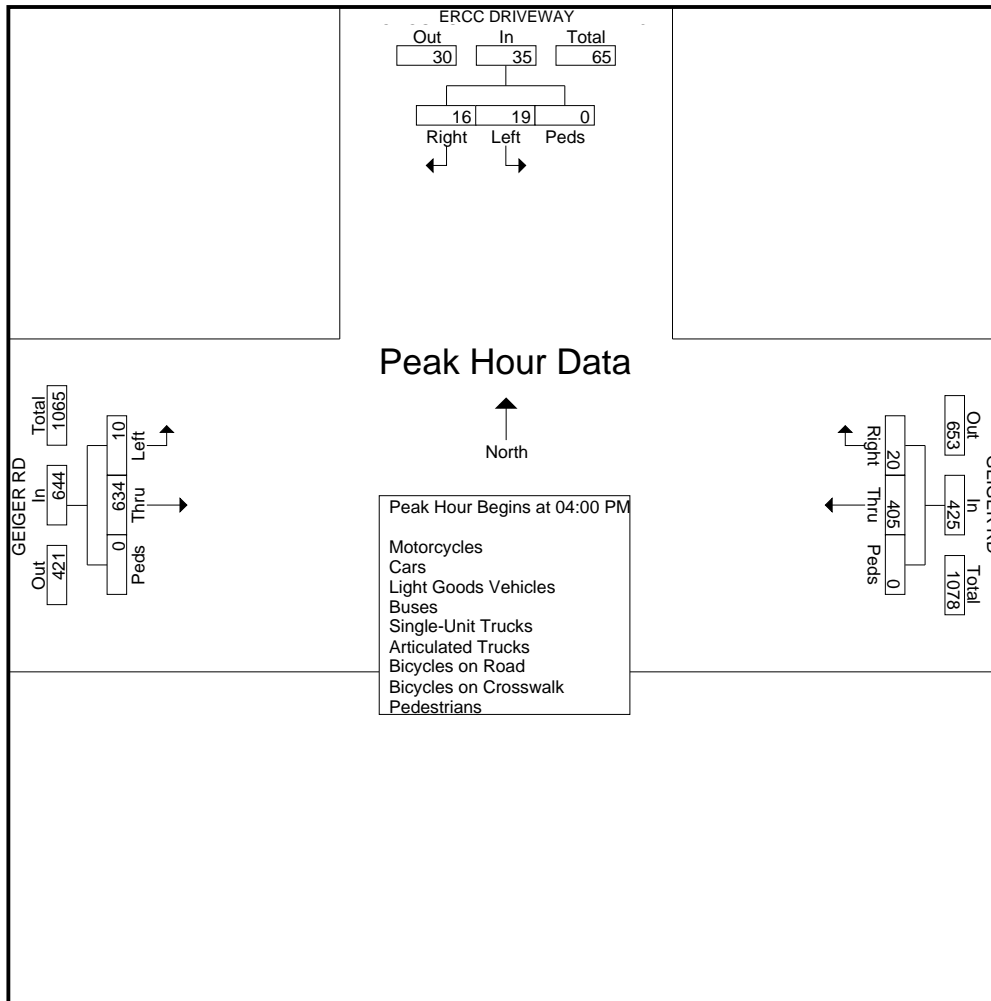 ERCC DRIVEWAY
Out In Total
30 35 65
16 19 0
Right Left Peds
Peak Hour Data
North
GEIGER RD
Total In Out
1065 644 421
10 634 0
Left Thru Peds
Out In Total
653 425 1078
20 405 0
Right Thru Peds
Peak Hour Begins at 04:00 PM
Motorcycles
Cars
Light Goods Vehicles
Buses
Single-Unit Trucks
Articulated Trucks
Bicycles on Road
Bicycles on Crosswalk
Pedestrians
GEIGER RD